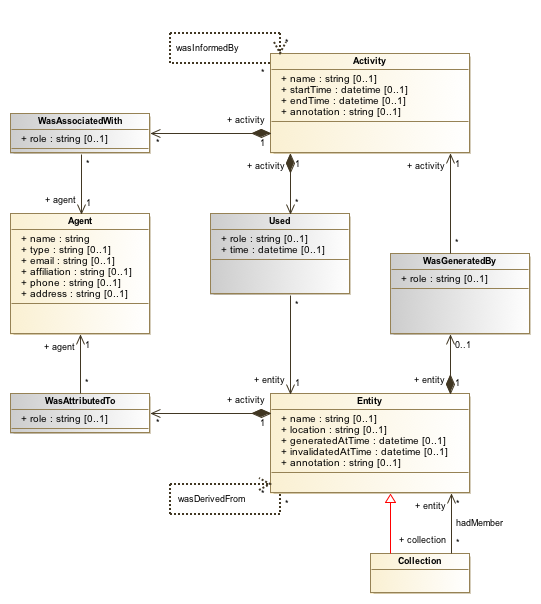 wasInformedBy
*
*
Activity
+ name : string [0..1]
+ startTime : datetime [0..1]
+ endTime : datetime [0..1]
+ annotation : string [0..1]
WasAssociatedWith
+ role : string [0..1]
+ activity
*
1
+ activity
1
+ activity
1
*
+ agent
1
*
Agent
+ name : string
+ type : string [0..1]
+ email : string [0..1]
+ affiliation : string [0..1]
+ phone : string [0..1]
+ address : string [0..1]
Used
+ role : string [0..1]
+ time : datetime [0..1]
*
WasGeneratedBy
+ role : string [0..1]
*
+ agent
1
*
0..1
+ entity
1
+ entity
1
WasAttributedTo
+ role : string [0..1]
+ activity
*
1
Entity
+ name : string [0..1]
+ location : string [0..1]
+ generatedAtTime : datetime [0..1]
+ invalidatedAtTime : datetime [0..1]
+ annotation : string [0..1]
wasDerivedFrom
*
*
+ entity
*
hadMember
+ collection
*
Collection